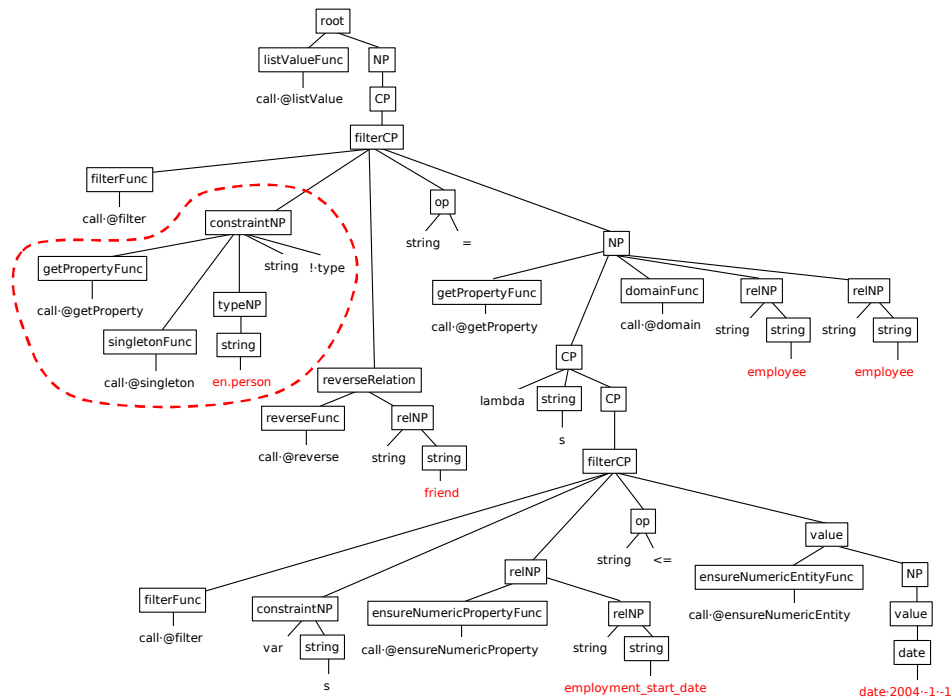 root
listValueFunc NP
call·@listValue CP
filterCP
filterFunc op
call·@filter constraintNP string =
getPropertyFunc string !·type NP
call·@getProperty typeNP getPropertyFunc domainFunc relNP relNP
singletonFunc string call·@getProperty call·@domain string string string string
call·@singleton en.person CP employee employee
reverseRelation lambda string CP
reverseFunc relNP s
call·@reverse string string filterCP
friend
op value
string <=
relNP ensureNumericEntityFunc NP
filterFunc constraintNP ensureNumericPropertyFunc relNP call·@ensureNumericEntity value
call·@filter var string call·@ensureNumericProperty string string date
s employment_start_date date·2004·-1·-1